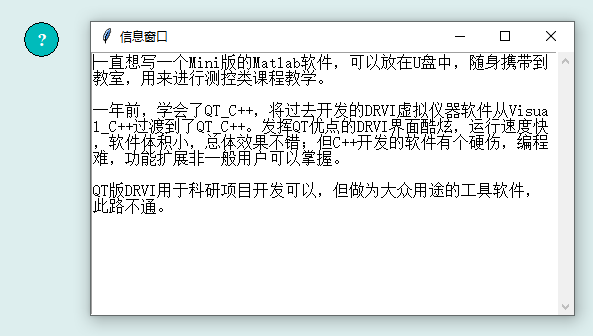 ?
信息窗口
一直想写一个Mini版的Matlab软件，可以放在U盘中，随身携带到
教室，用来进行测控类课程教学。
一年前，学会了QT_C++，将过去开发的DRVI虚拟仪器软件从Visua
l_C++过渡到了QT_C++。发挥QT优点的DRVI界面酷炫，运行速度快
，软件体积小，总体效果不错；但C++开发的软件有个硬伤，编程
难，功能扩展非一般用户可以掌握。
QT版DRVI用于科研项目开发可以，但做为大众用途的工具软件，
此路不通。